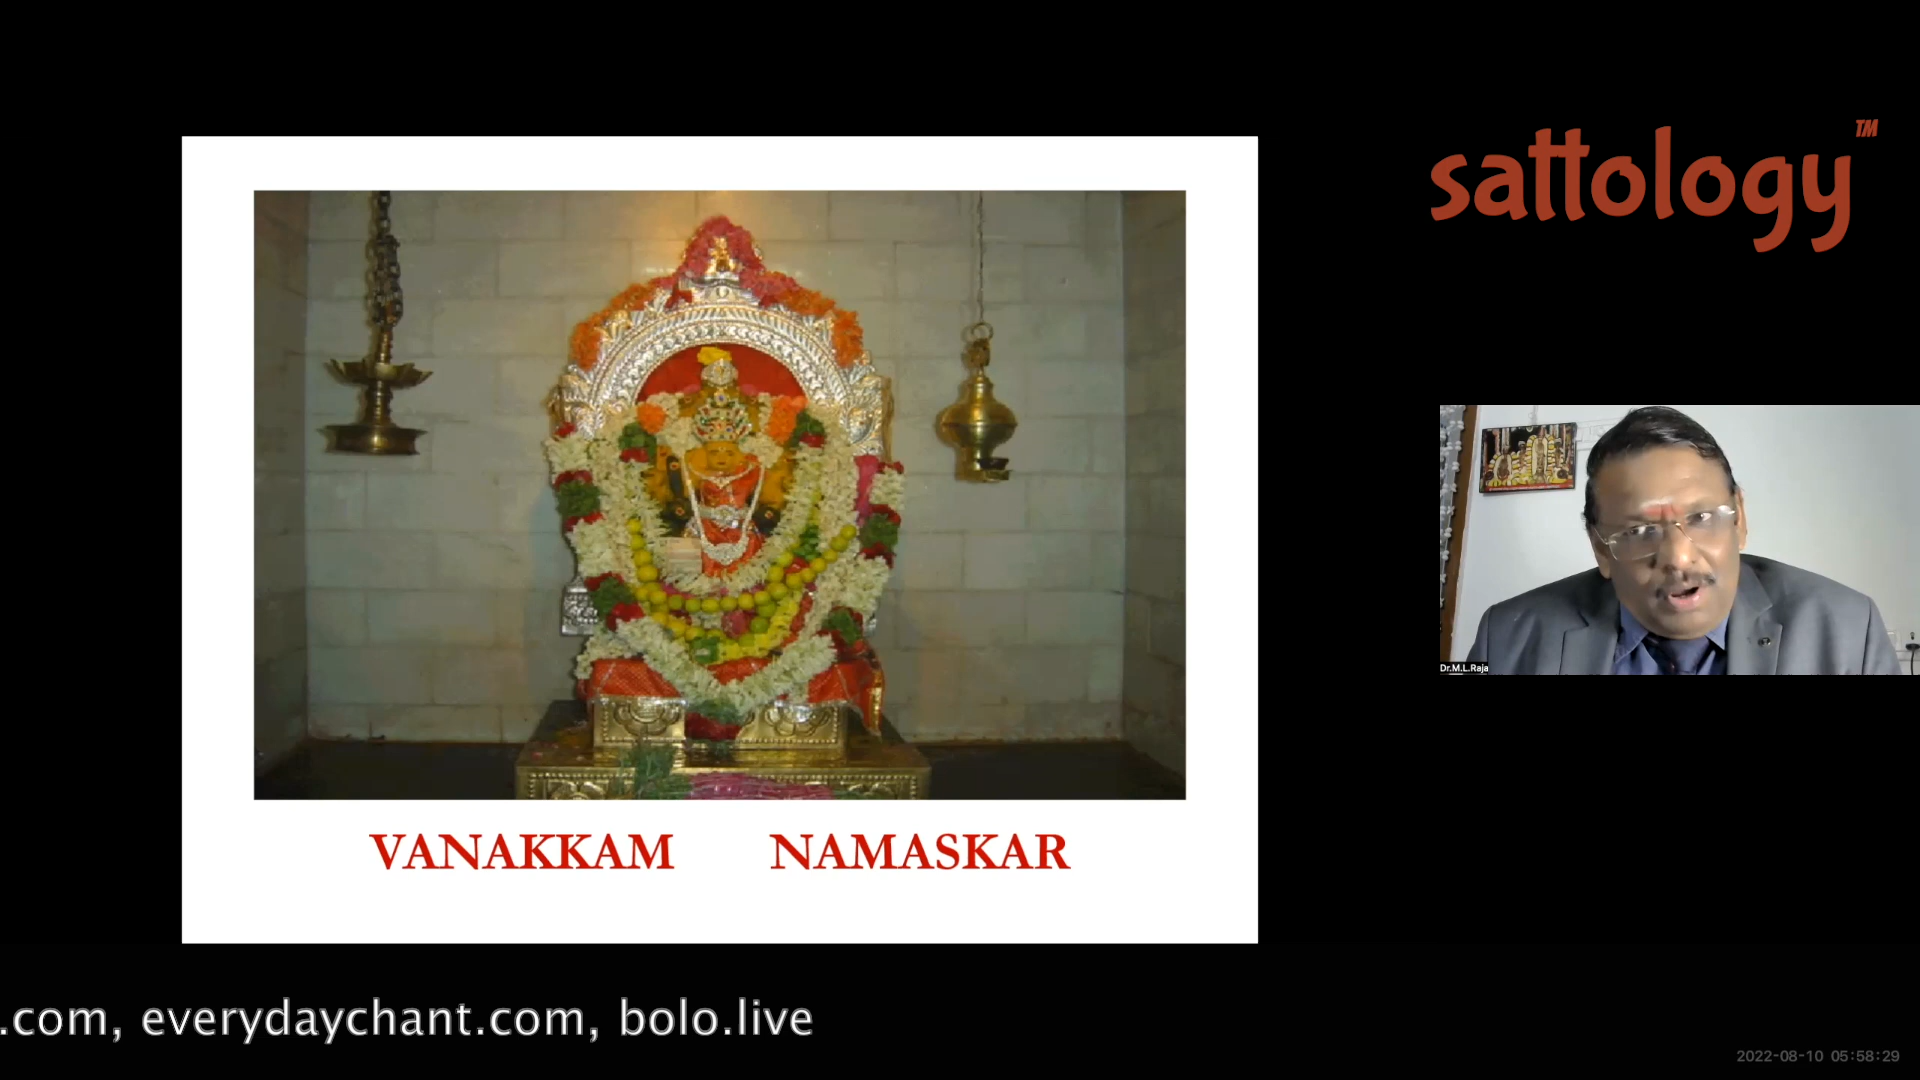 sattology™
Dr.M.L.Raja
VANAKKAM NAMASKAR
.com, everydaychant.com, bolo.live
2022-08-10 05:58:29